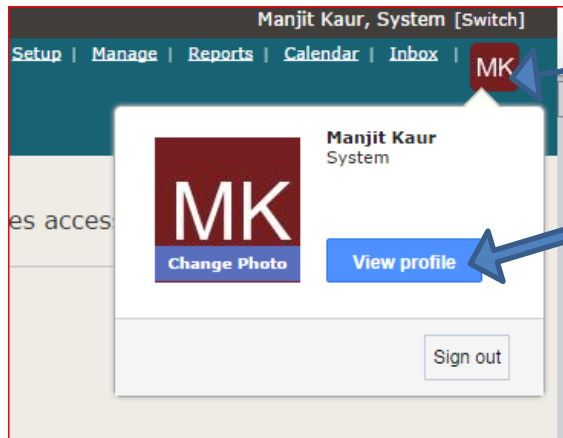 Manjit Kaur, System [Switch]
Setup | Manage | Reports | Calendar | Inbox |
MK
Manjit Kaur
System
MK
Change Photo
View profile
es acces
Sign out